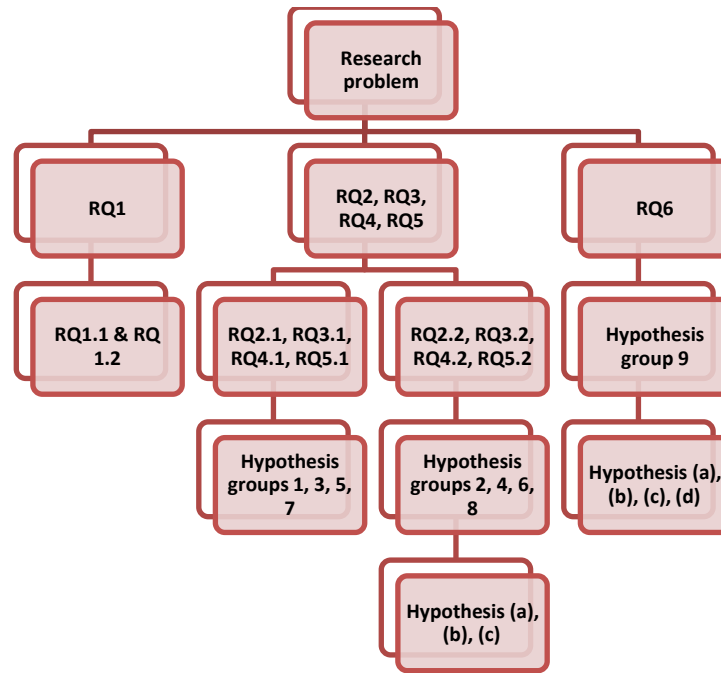 Research
problem
RQ1
RQ2, RQ3,
RQ4, RQ5
RQ6
RQ1.1 & RQ
1.2
RQ2.1, RQ3.1,
RQ4.1, RQ5.1
RQ2.2, RQ3.2,
RQ4.2, RQ5.2
Hypothesis
group 9
Hypothesis
groups 1, 3, 5,
7
Hypothesis
groups 2, 4, 6,
8
Hypothesis (a),
(b), (c), (d)
Hypothesis (a),
(b), (c)